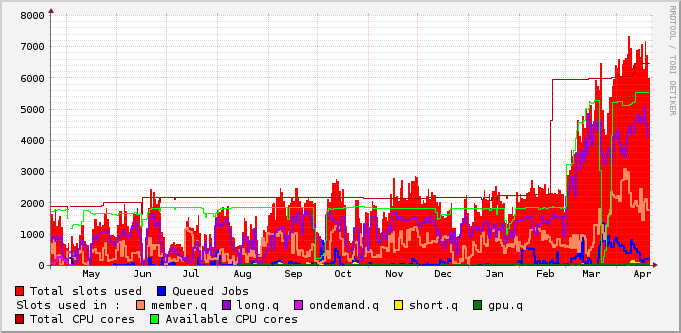 8000
7000
6000
5000
4000
3000
2000
1000
0
May Jun Jul Aug Sep Oct Nov Dec Jan Feb Mar Apr
RRDTOOL / TOBI OETIKER
Total slots used Queued Jobs
Slots used in : member.q long.q ondemand.q short.q gpu.q
Total CPU cores Available CPU cores